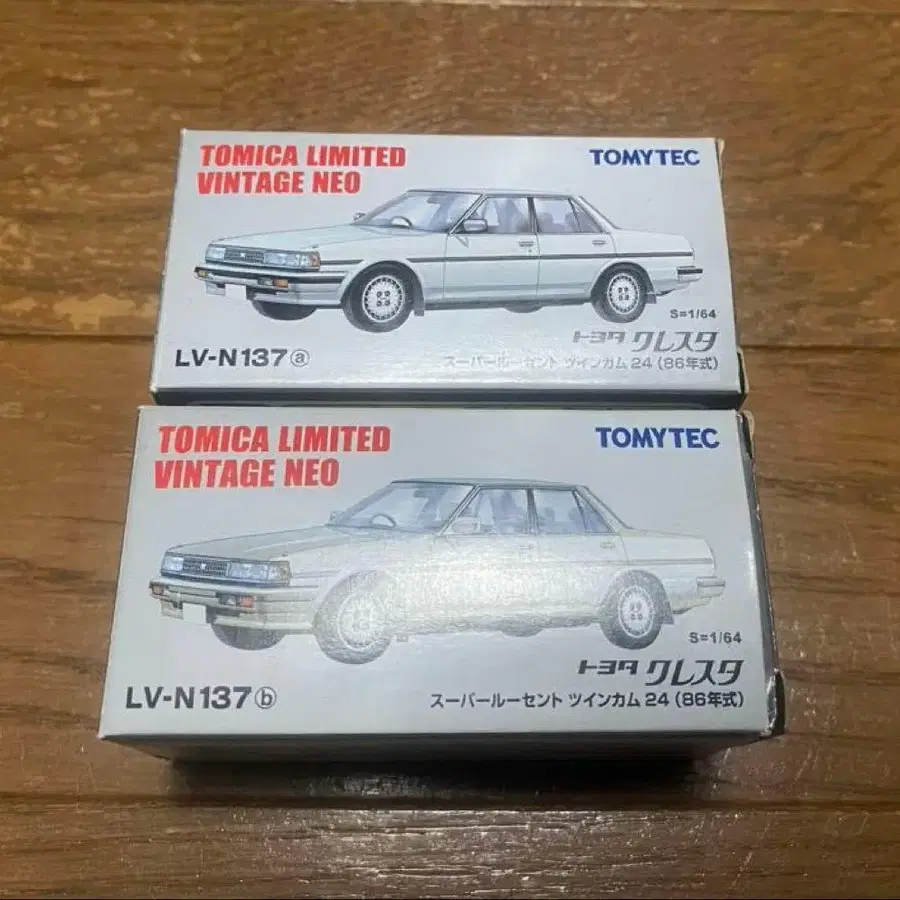 TOMICA LIMITED
VINTAGE NEO
TOMYTEC
S=1/64
トヨタ クレスタ
LV-N137ⓐ
スーパールーセント ツインカム 24 (86年式)
TOMICA LIMITED
VINTAGE NEO
TOMYTEC
S=1/64
トヨタ クレスタ
LV-N137ⓑ
スーパールーセント ツインカム 24 (86年式)